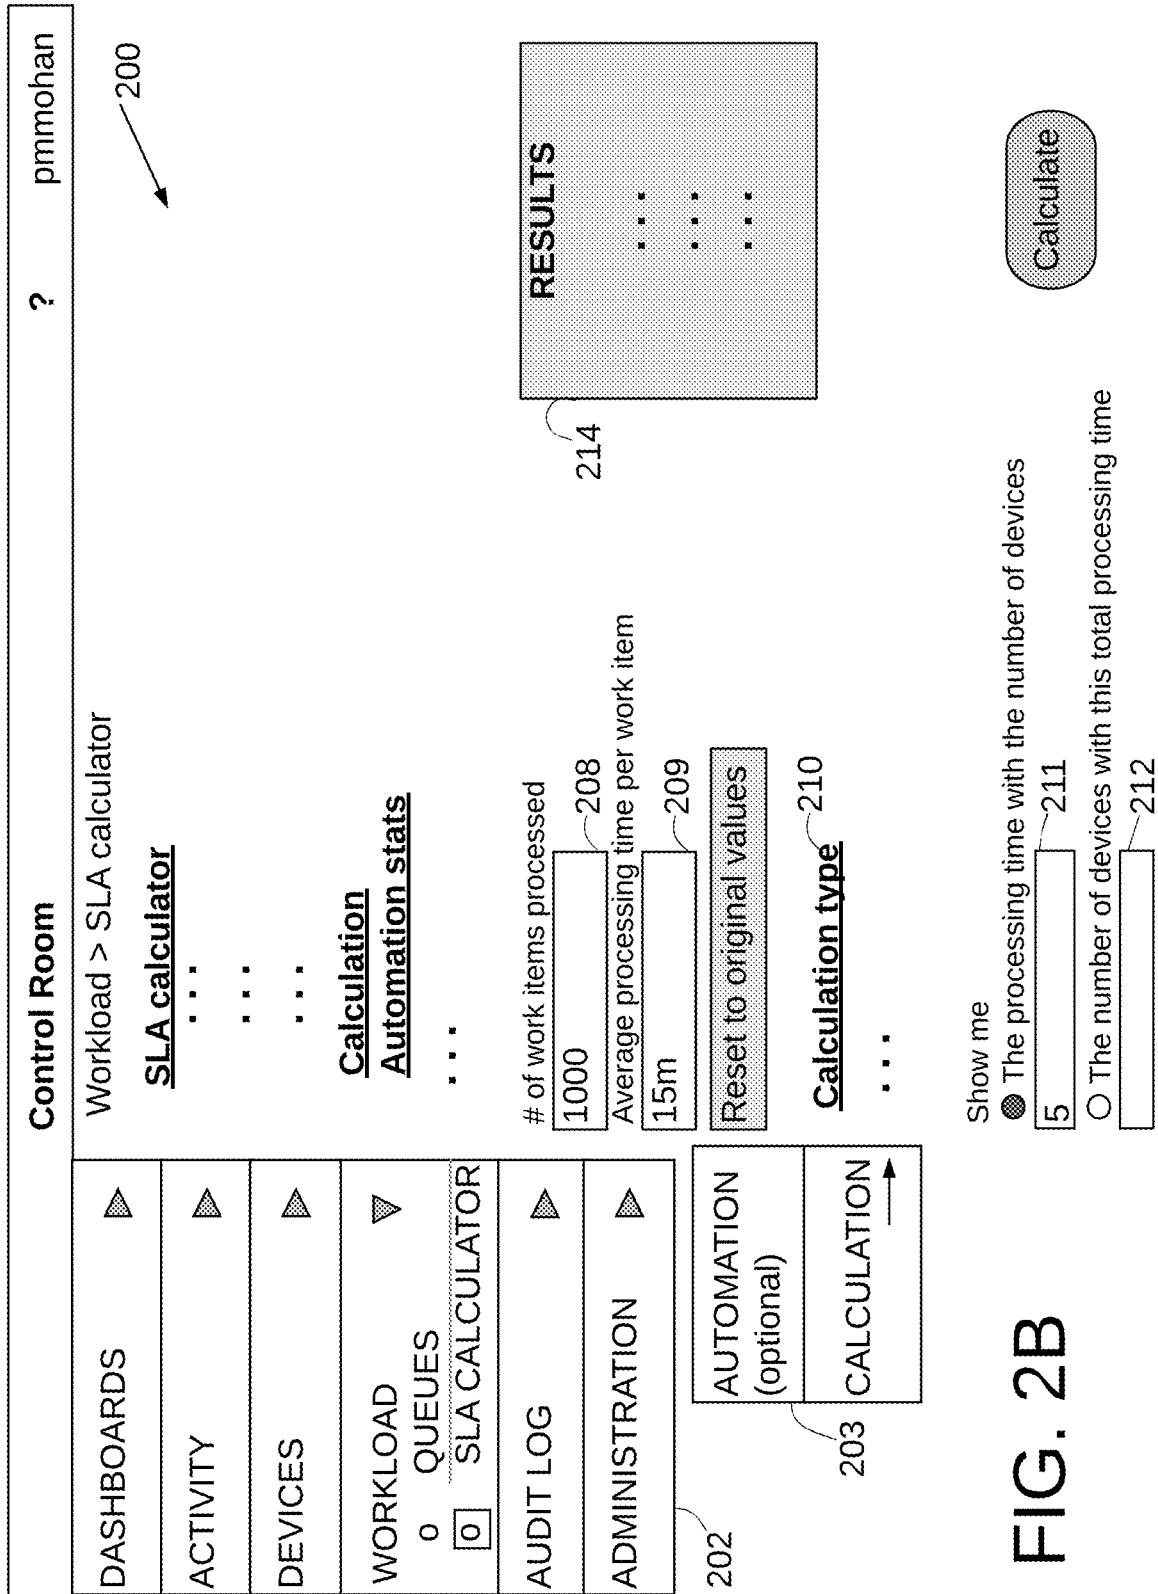 Control Room ? pmmohan
DASHBOARDS
ACTIVITY
DEVICES
WORKLOAD
o QUEUES
o SLA CALCULATOR
AUDIT LOG
ADMINISTRATION
202
AUTOMATION
(optional)
CALCULATION
203
Workload > SLA calculator
200
SLA calculator
...
...
...
Calculation
Automation stats
...
# of work items processed
1000
208
Average processing time per work item
15m
209
Reset to original values
Calculation type
210
...
Show me
The processing time with the number of devices
5
211
The number of devices with this total processing time
212
RESULTS
...
...
...
214
Calculate
FIG. 2B